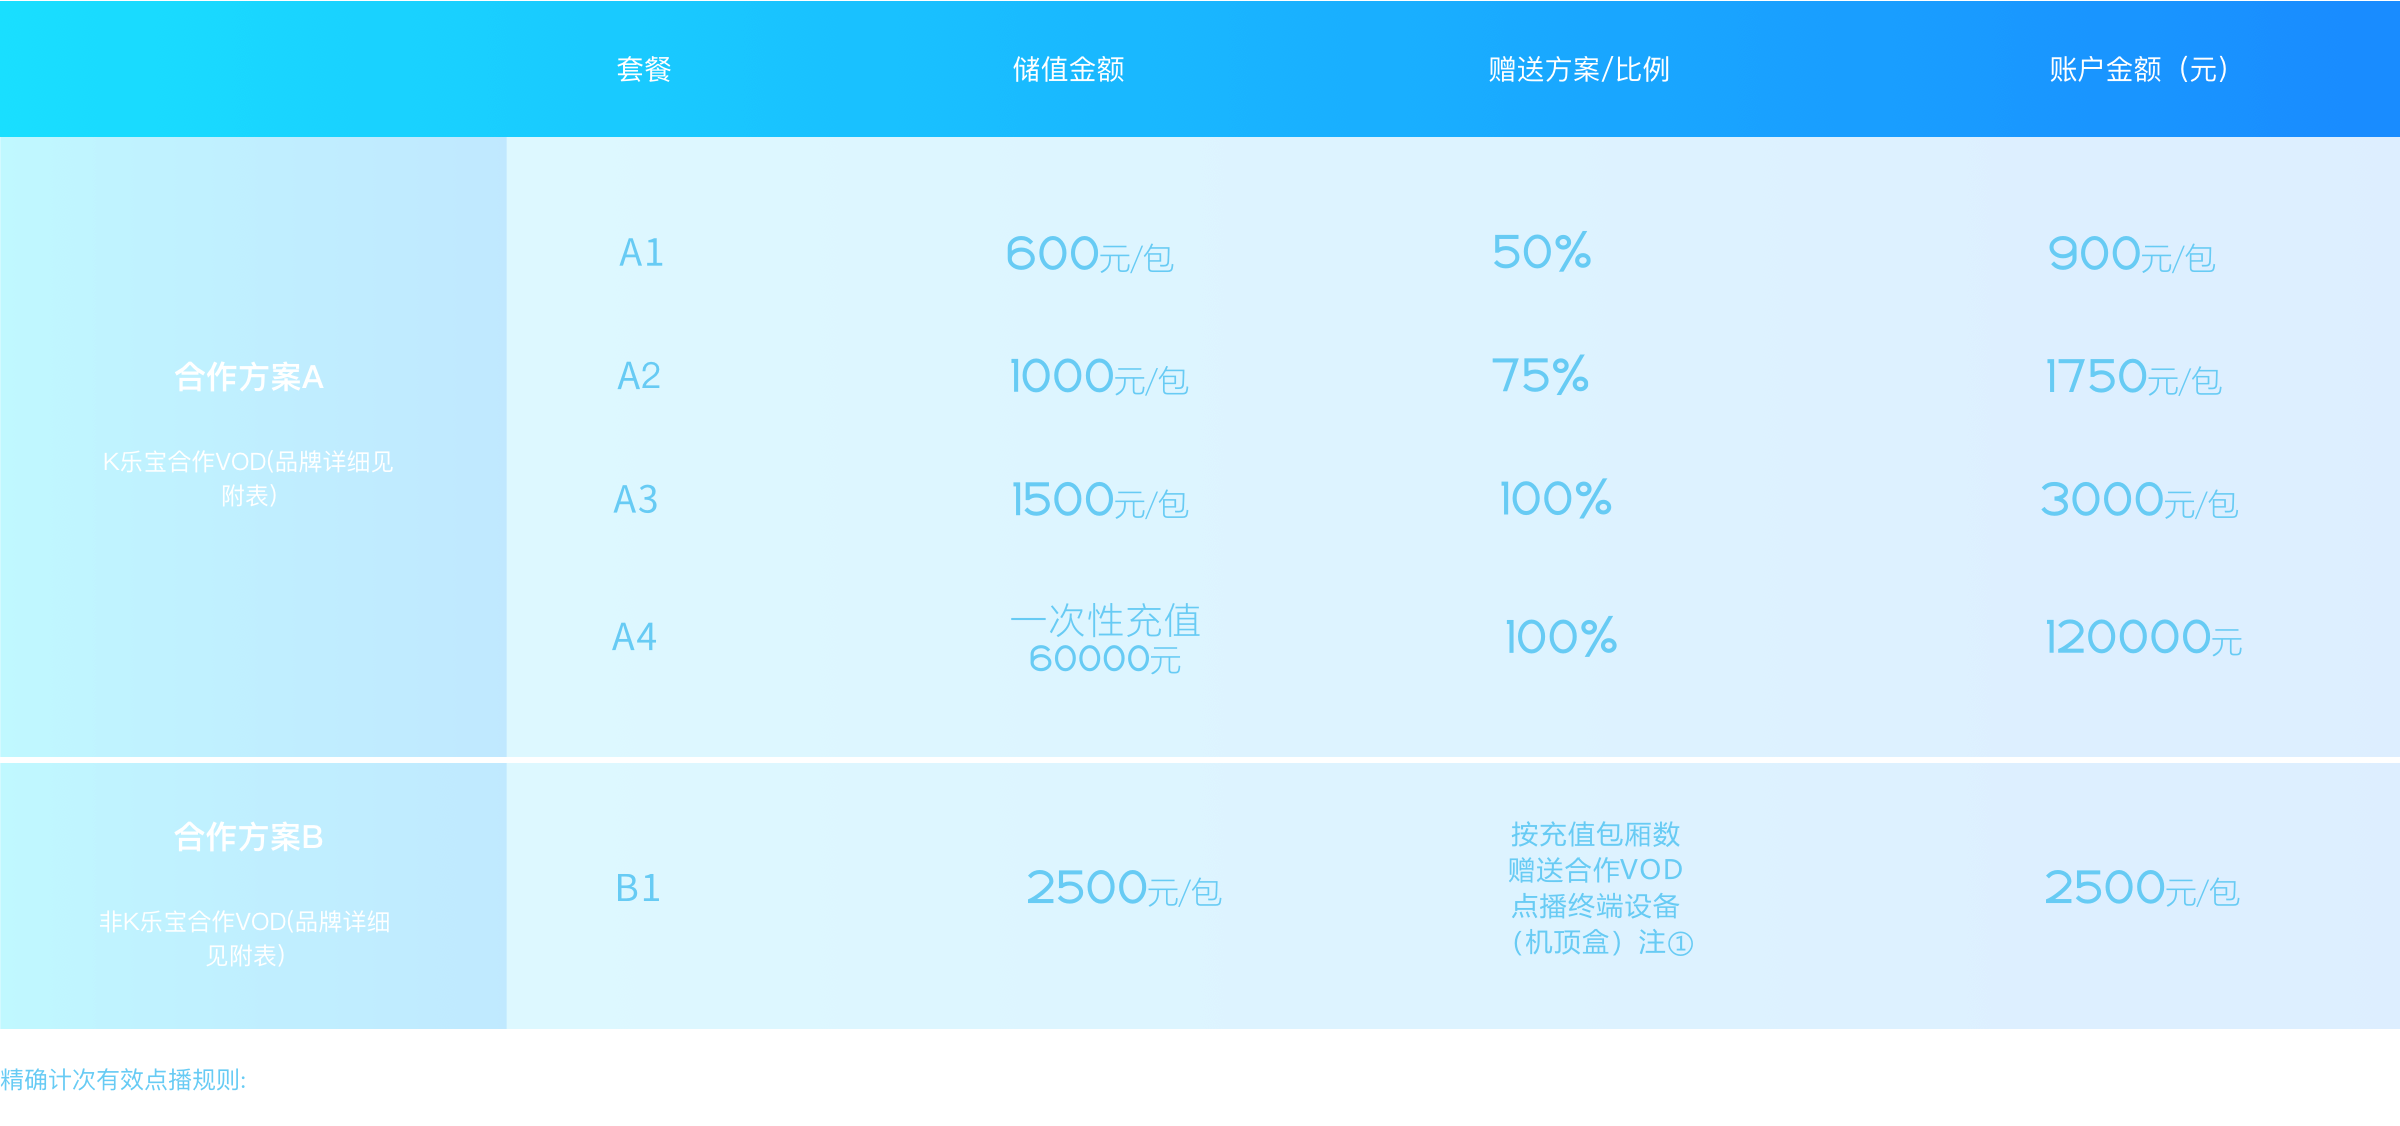 套餐 储值金额 赠送方案/比例 账户金额（元）
合作方案A
K乐宝合作VOD(品牌详细见
附表)
A1 600元/包 50% 900元/包
A2 1000元/包 75% 1750元/包
A3 1500元/包 100% 3000元/包
A4 一次性充值
60000元 100% 120000元
合作方案B
非K乐宝合作VOD(品牌详细
见附表)
B1 2500元/包
按充值包厢数
赠送合作VOD
点播终端设备
（机顶盒）注①
2500元/包
精确计次有效点播规则: